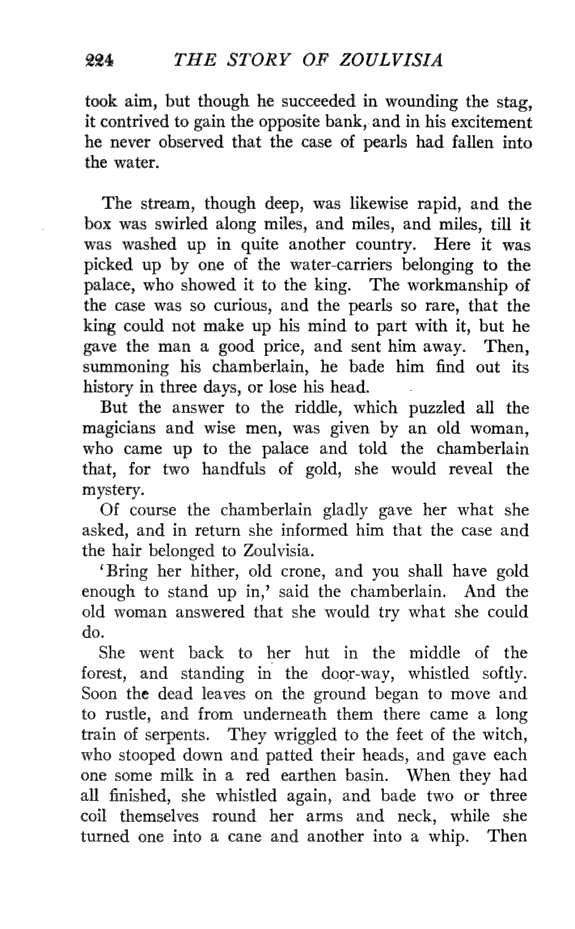 224 THE STORY OF ZOULVISIA
took aim, but though he succeeded in wounding the stag,
it contrived to gain the opposite bank, and in his excitement
he never observed that the case of pearls had fallen into
the water.
The stream, though deep, was likewise rapid, and the
box was swirled along miles, and miles, and miles, till it
was washed up in quite another country. Here it was
picked up by one of the water-carriers belonging to the
palace, who showed it to the king. The workmanship of
the case was so curious, and the pearls so rare, that the
king could not make up his mind to part with it, but he
gave the man a good price, and sent him away. Then,
summoning his chamberlain, he bade him find out its
history in three days, or lose his head.
But the answer to the riddle, which puzzled all the
magicians and wise men, was given by an old woman,
who came up to the palace and told the chamberlain
that, for two handfuls of gold, she would reveal the
mystery.
Of course the chamberlain gladly gave her what she
asked, and in return she informed him that the case and
the hair belonged to Zoulvisia.
‘Bring her hither, old crone, and you shall have gold
enough to stand up in,’ said the chamberlain. And the
old woman answered that she would try what she could
do.
She went back to her hut in the middle of the
forest, and standing in the door-way, whistled softly.
Soon the dead leaves on the ground began to move and
to rustle, and from underneath them there came a long
train of serpents. They wriggled to the feet of the witch,
who stooped down and patted their heads, and gave each
one some milk in a red earthen basin. When they had
all finished, she whistled again, and bade two or three
coil themselves round her arms and neck, while she
turned one into a cane and another into a whip. Then